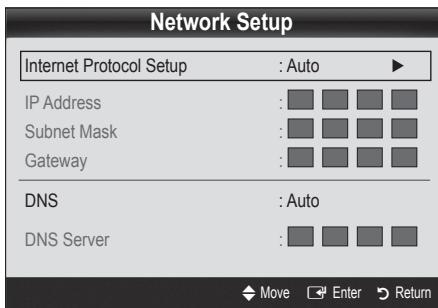 Network Setup
Internet Protocol Setup : Auto ▶
IP Address :
Subnet Mask :
Gateway :
DNS : Auto
DNS Server :
Move Enter Return